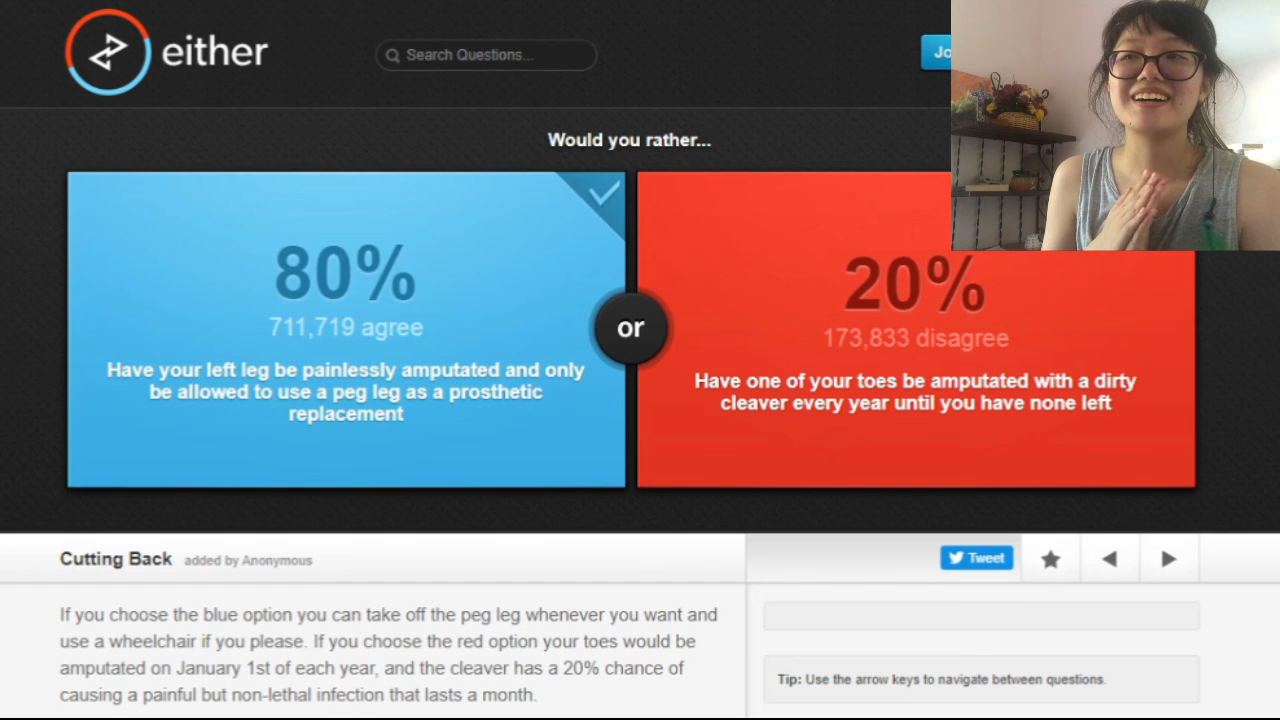 either
Search Questions...
Jo
Would you rather...
80%
711,719 agree
Have your left leg be painlessly amputated and only
be allowed to use a peg leg as a prosthetic
replacement
or
20%
173,833 disagree
Have one of your toes be amputated with a dirty
cleaver every year until you have none left
Cutting Back added by Anonymous
Tweet
If you choose the blue option you can take off the peg leg whenever you want and
use a wheelchair if you please. If you choose the red option your toes would be
amputated on January 1st of each year, and the cleaver has a 20% chance of
causing a painful but non-lethal infection that lasts a month.
Tip: Use the arrow keys to navigate between questions.